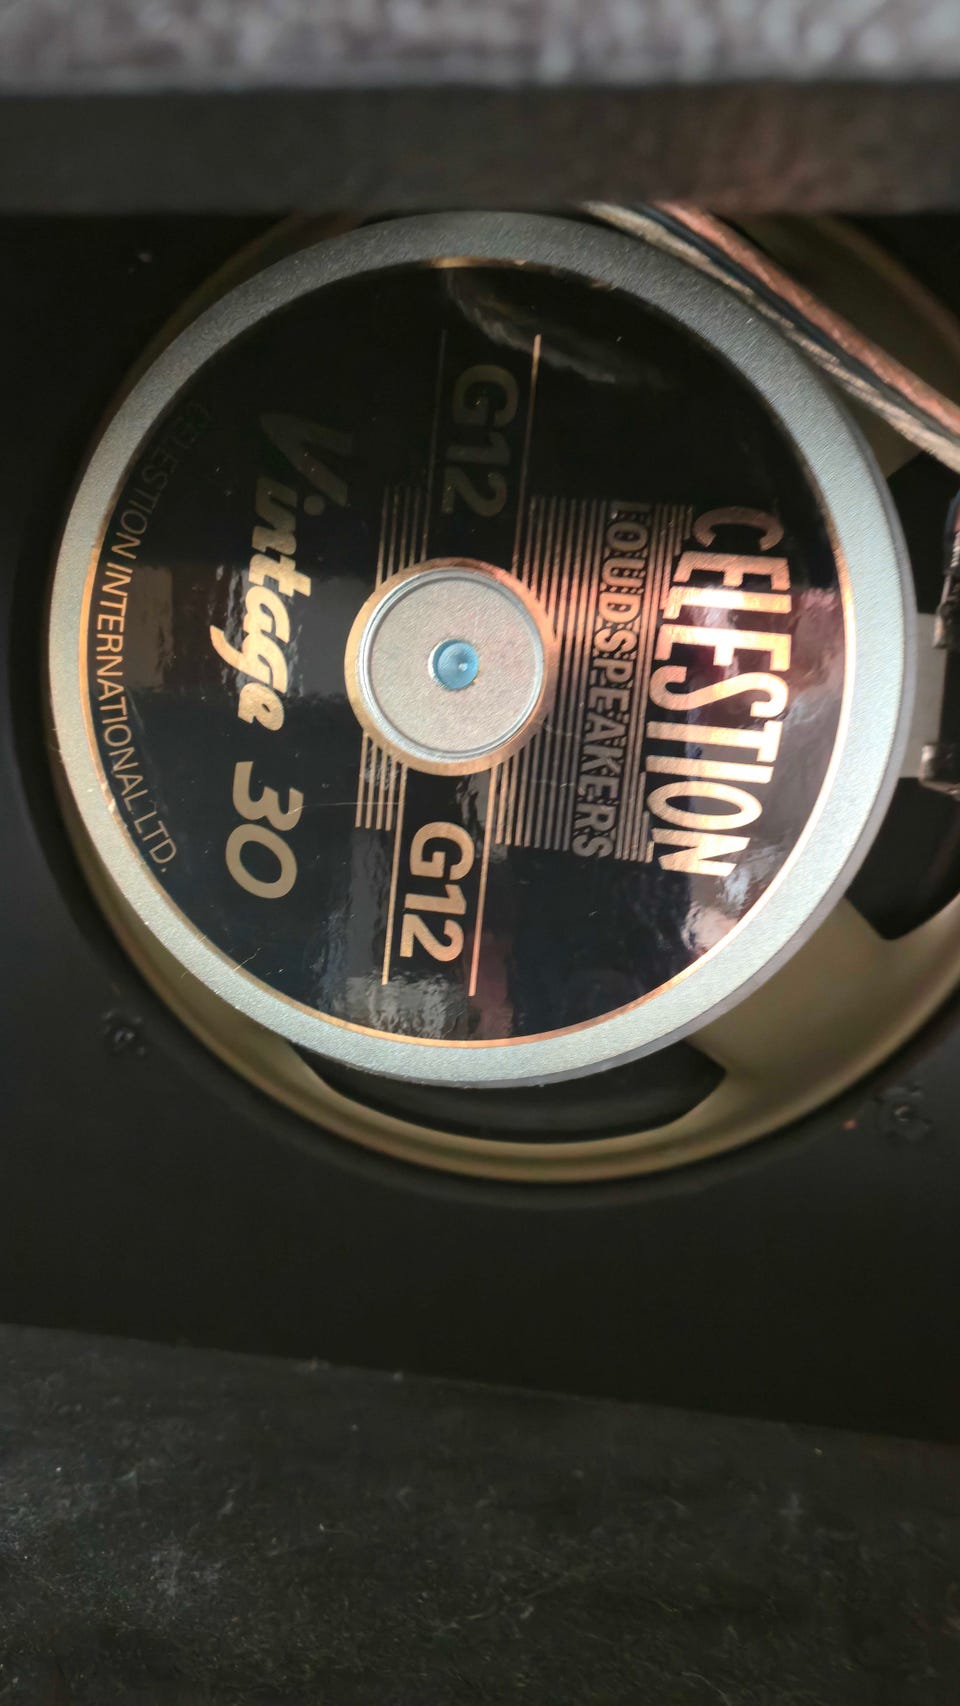 CELESTION
LOUDSPEAKERS
G12 G12
Vintage 30
CELESTION INTERNATIONAL LTD.